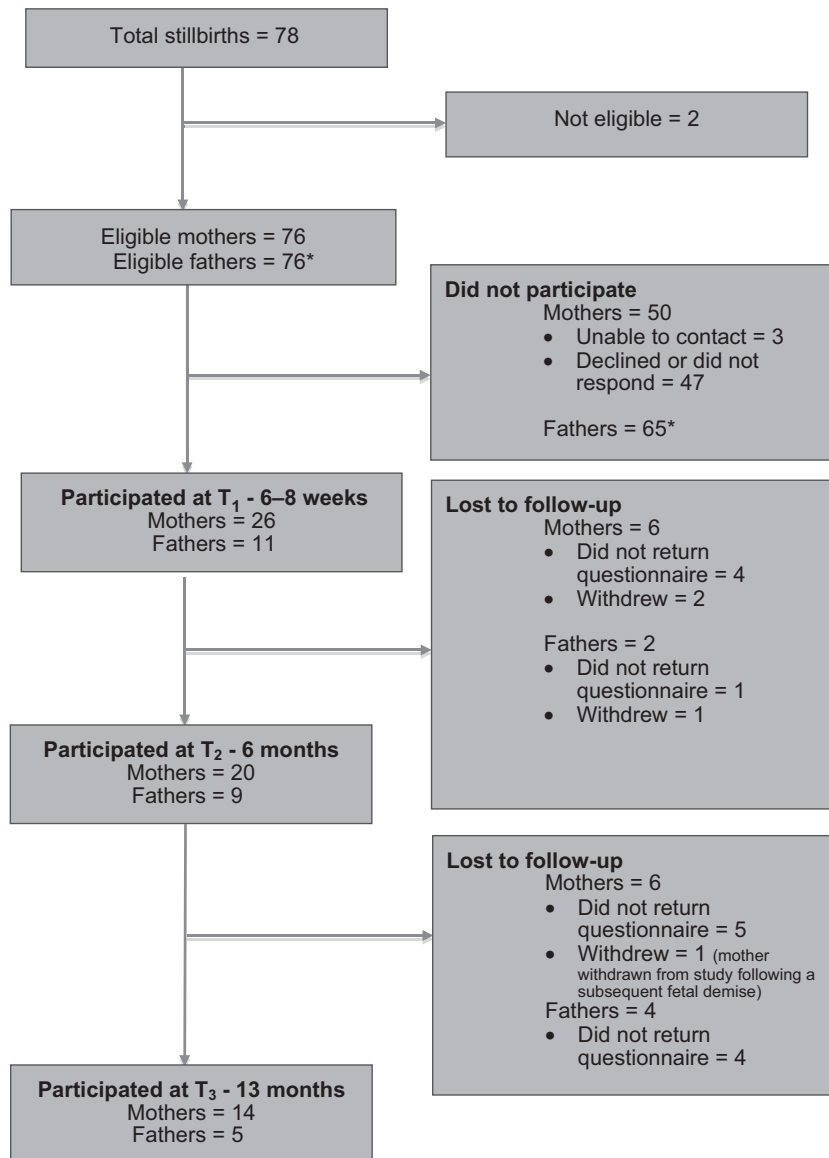 Total stillbirths = 78
Not eligible = 2
Eligible mothers = 76
Eligible fathers = 76*
Did not participate
Mothers = 50
• Unable to contact = 3
• Declined or did not
respond = 47
Fathers = 65*
Participated at T₁ - 6–8 weeks
Mothers = 26
Fathers = 11
Lost to follow-up
Mothers = 6
• Did not return
questionnaire = 4
• Withdrew = 2
Fathers = 2
• Did not return
questionnaire = 1
• Withdrew = 1
Participated at T₂ - 6 months
Mothers = 20
Fathers = 9
Lost to follow-up
Mothers = 6
• Did not return
questionnaire = 5
• Withdrew = 1 (mother
withdrawn from study following a
subsequent fetal demise)
Fathers = 4
• Did not return
questionnaire = 4
Participated at T₃ - 13 months
Mothers = 14
Fathers = 5